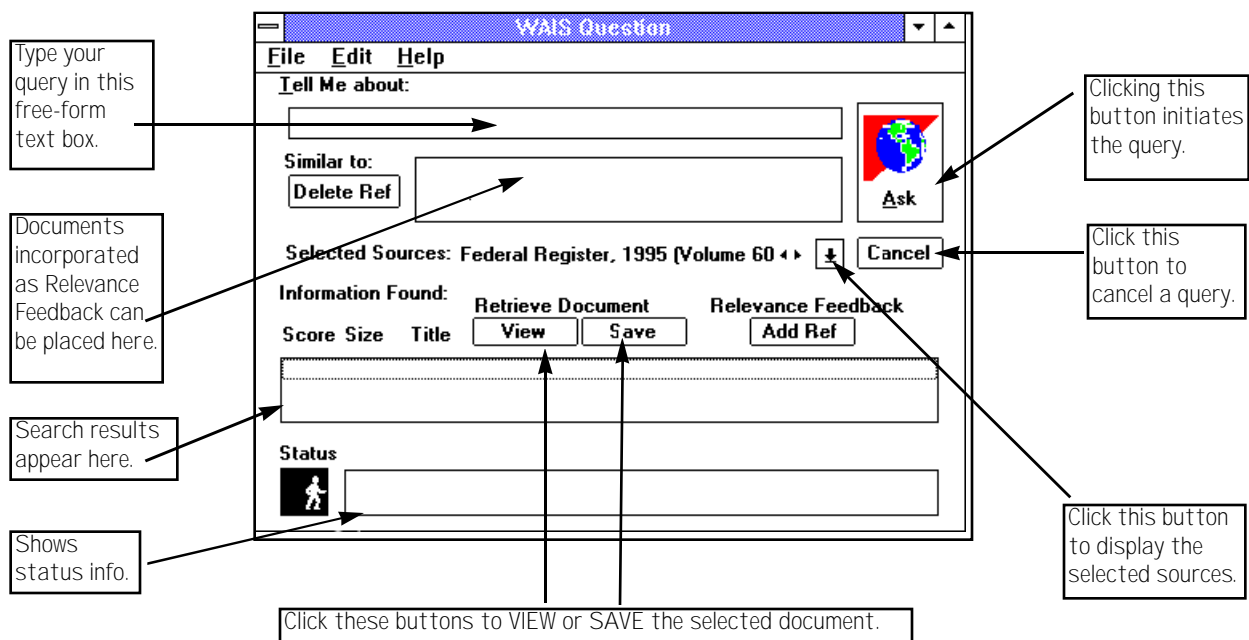 WAIS Question
File Edit Help
Tell Me about:
Similar to:
Delete Ref
Ask
Selected Sources: Federal Register, 1995 (Volume 60
Cancel
Information Found:
Retrieve Document
Relevance Feedback
Score Size Title
View
Save
Add Ref
Status
Type your
query in this
free-form
text box.
Documents
incorporated
as Relevance
Feedback can
be placed here.
Search results
appear here.
Shows
status info.
Clicking this
button initiates
the query.
Click this
button to
cancel a query.
Click this button
to display the
selected sources.
Click these buttons to VIEW or SAVE the selected document.